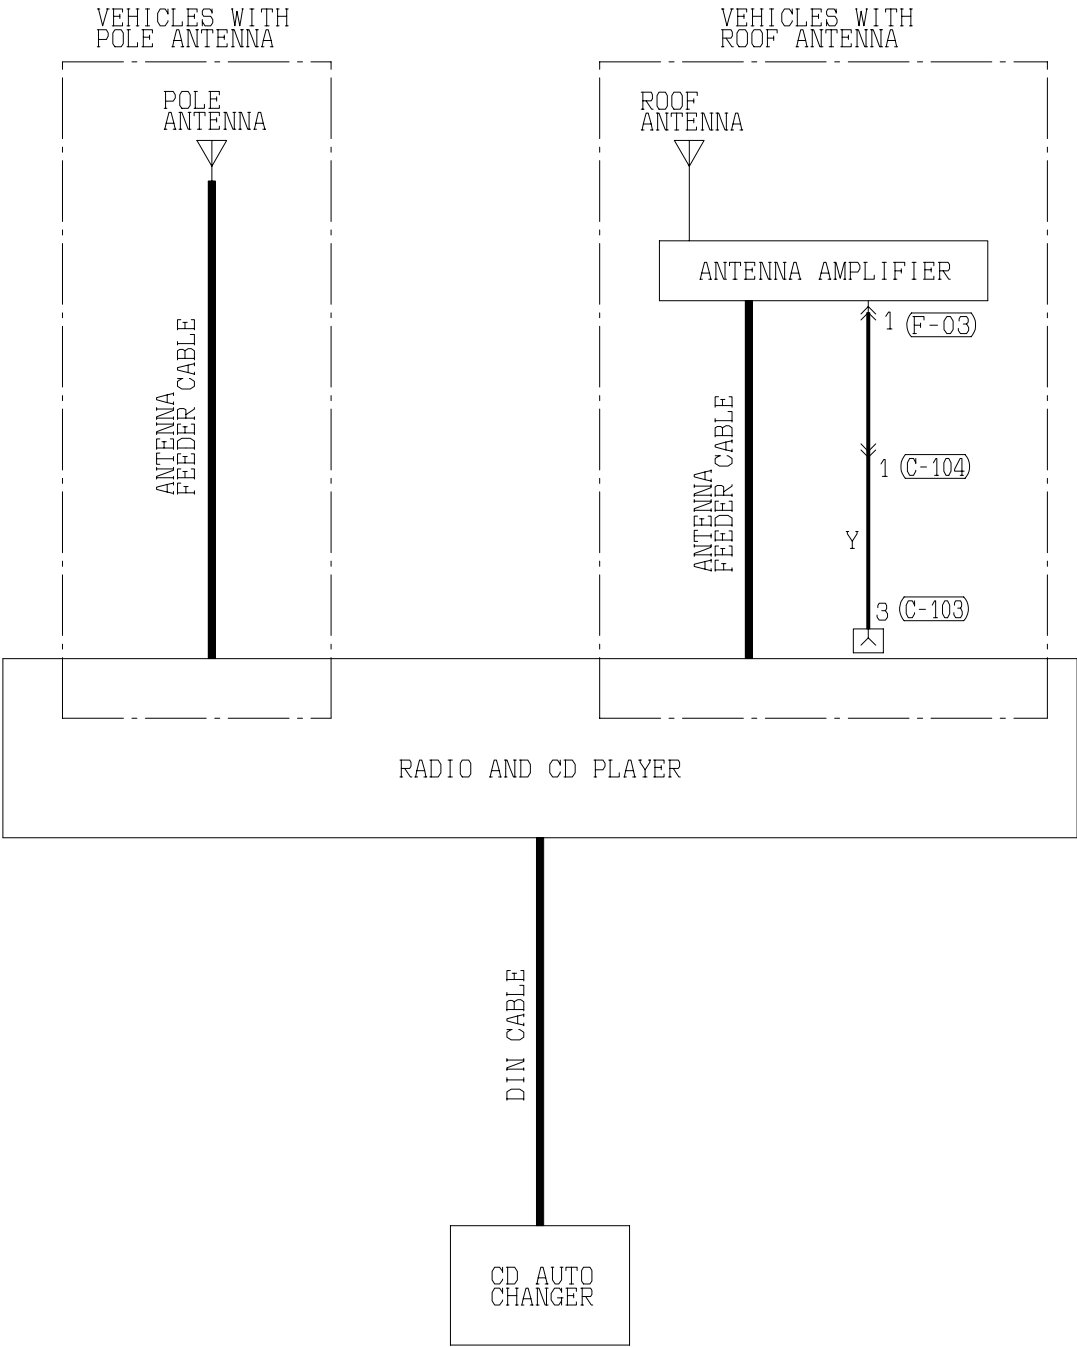 VEHICLES WITH
POLE ANTENNA
VEHICLES WITH
ROOF ANTENNA
POLE
ANTENNA
ROOF
ANTENNA
ANTENNA AMPLIFIER
1 (F-03)
ANTENNA
FEEDER CABLE
ANTENNA
FEEDER CABLE
1 (C-104)
Y
3 (C-103)
RADIO AND CD PLAYER
DIN CABLE
CD AUTO
CHANGER